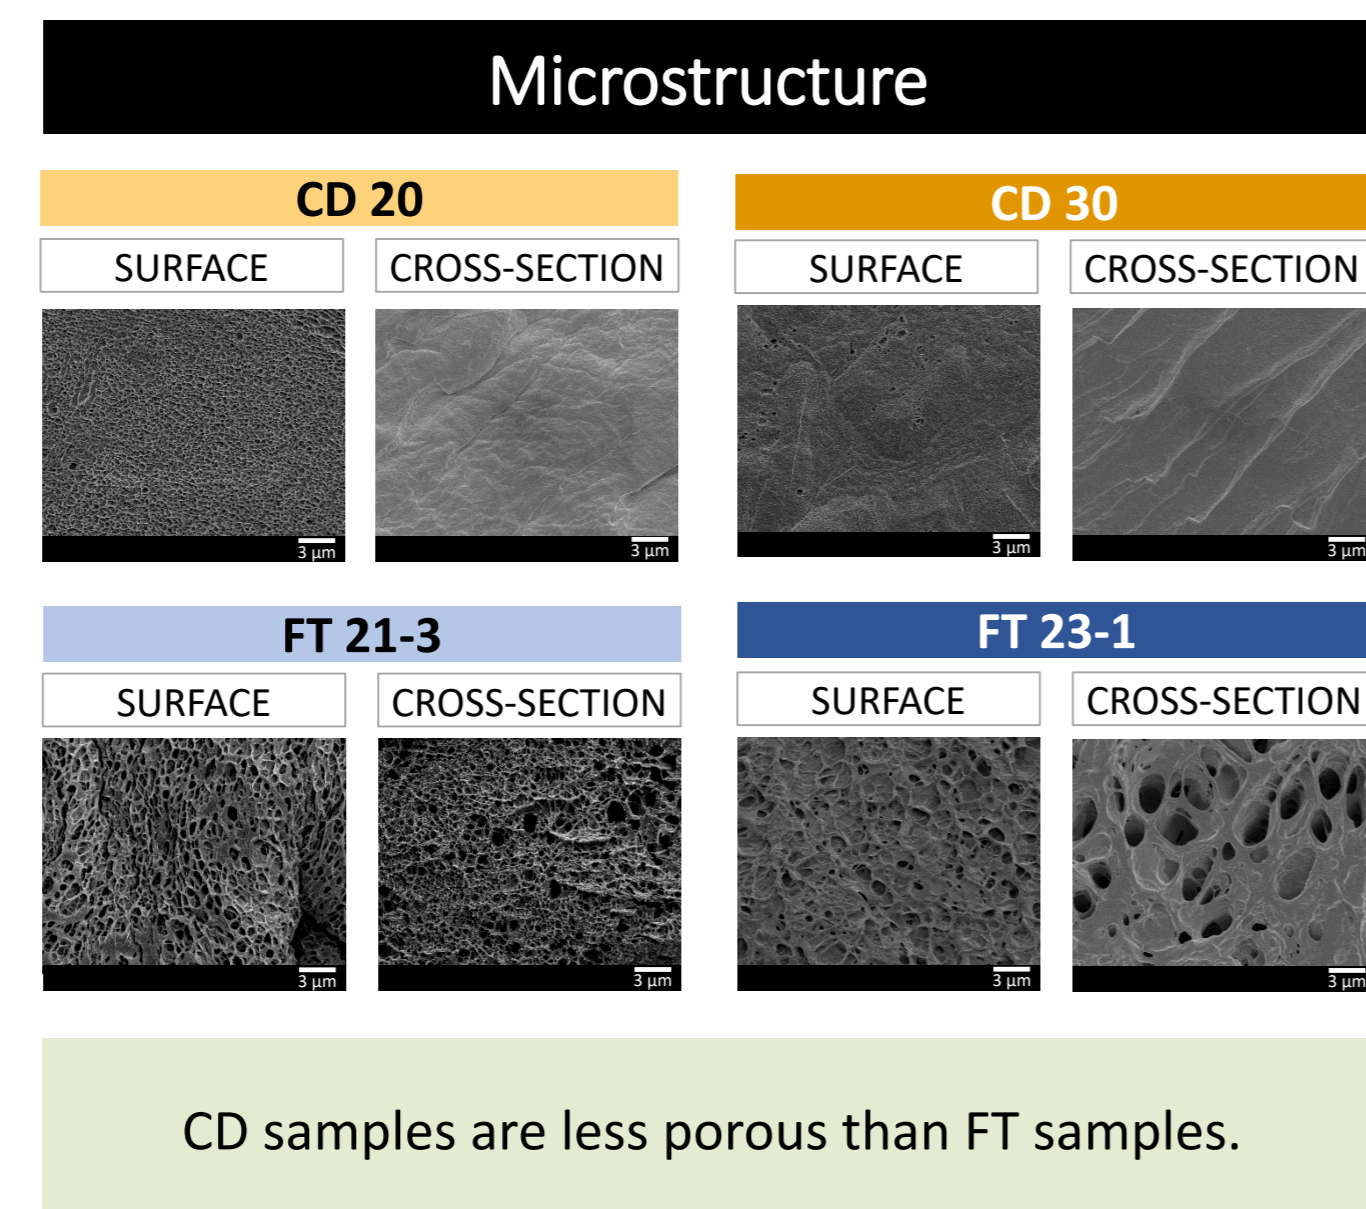 Microstructure
CD 20
SURFACE
CROSS-SECTION
3 µm
3 µm
CD 30
SURFACE
CROSS-SECTION
3 µm
3 µm
FT 21-3
SURFACE
CROSS-SECTION
3 µm
3 µm
FT 23-1
SURFACE
CROSS-SECTION
3 µm
3 µm
CD samples are less porous than FT samples.